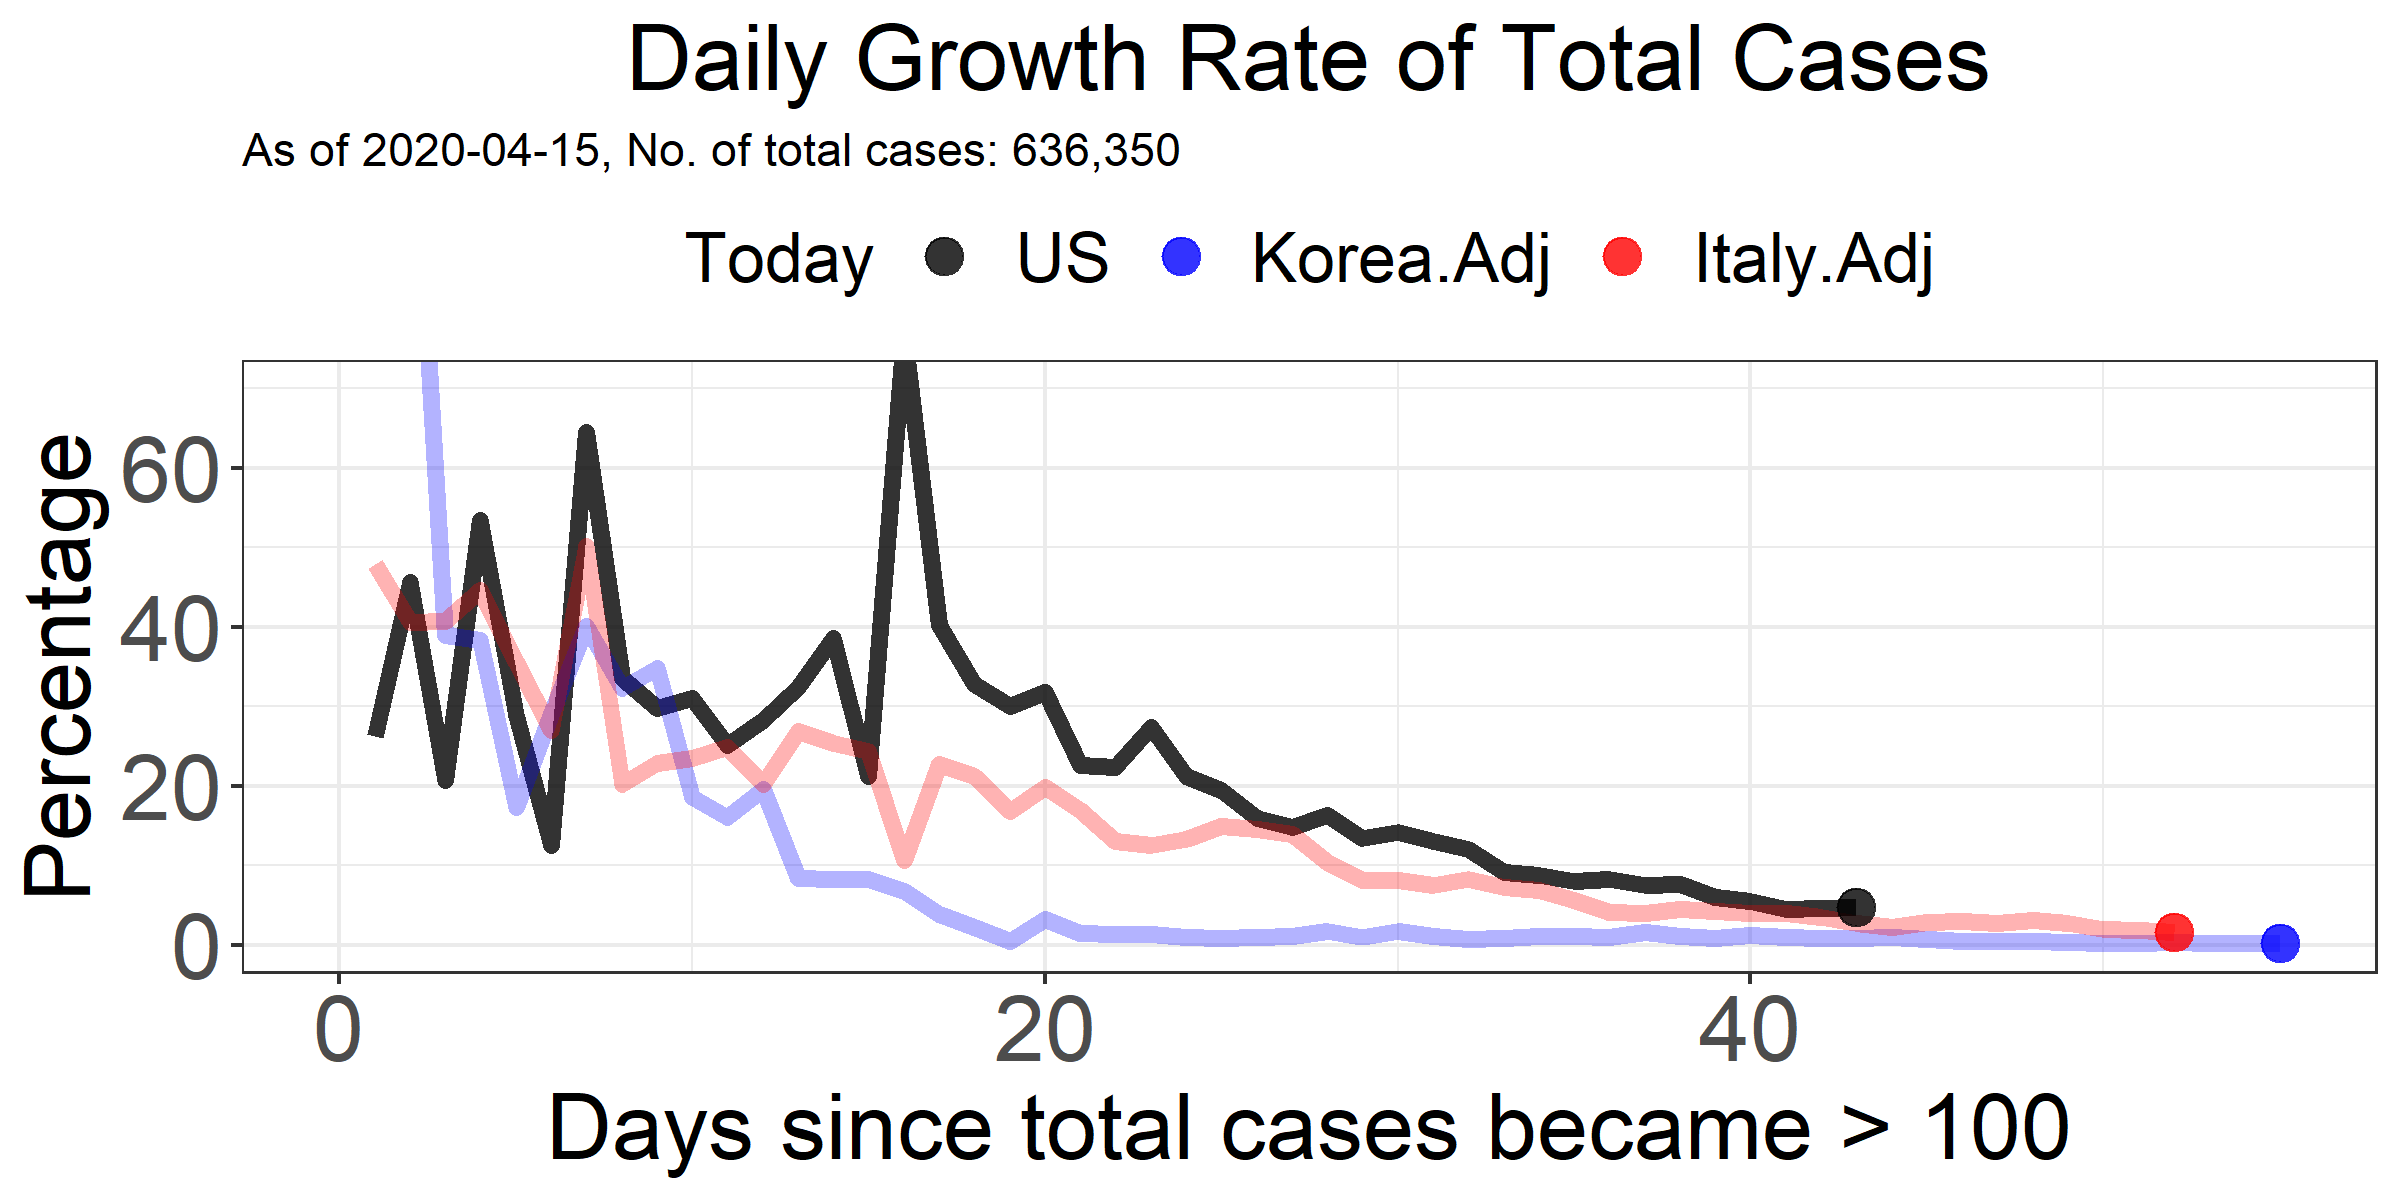 Daily Growth Rate of Total Cases
As of 2020-04-15, No. of total cases: 636,350
Today US Korea.Adj Italy.Adj
Percentage
60
40
20
0
0 20 40
Days since total cases became > 100